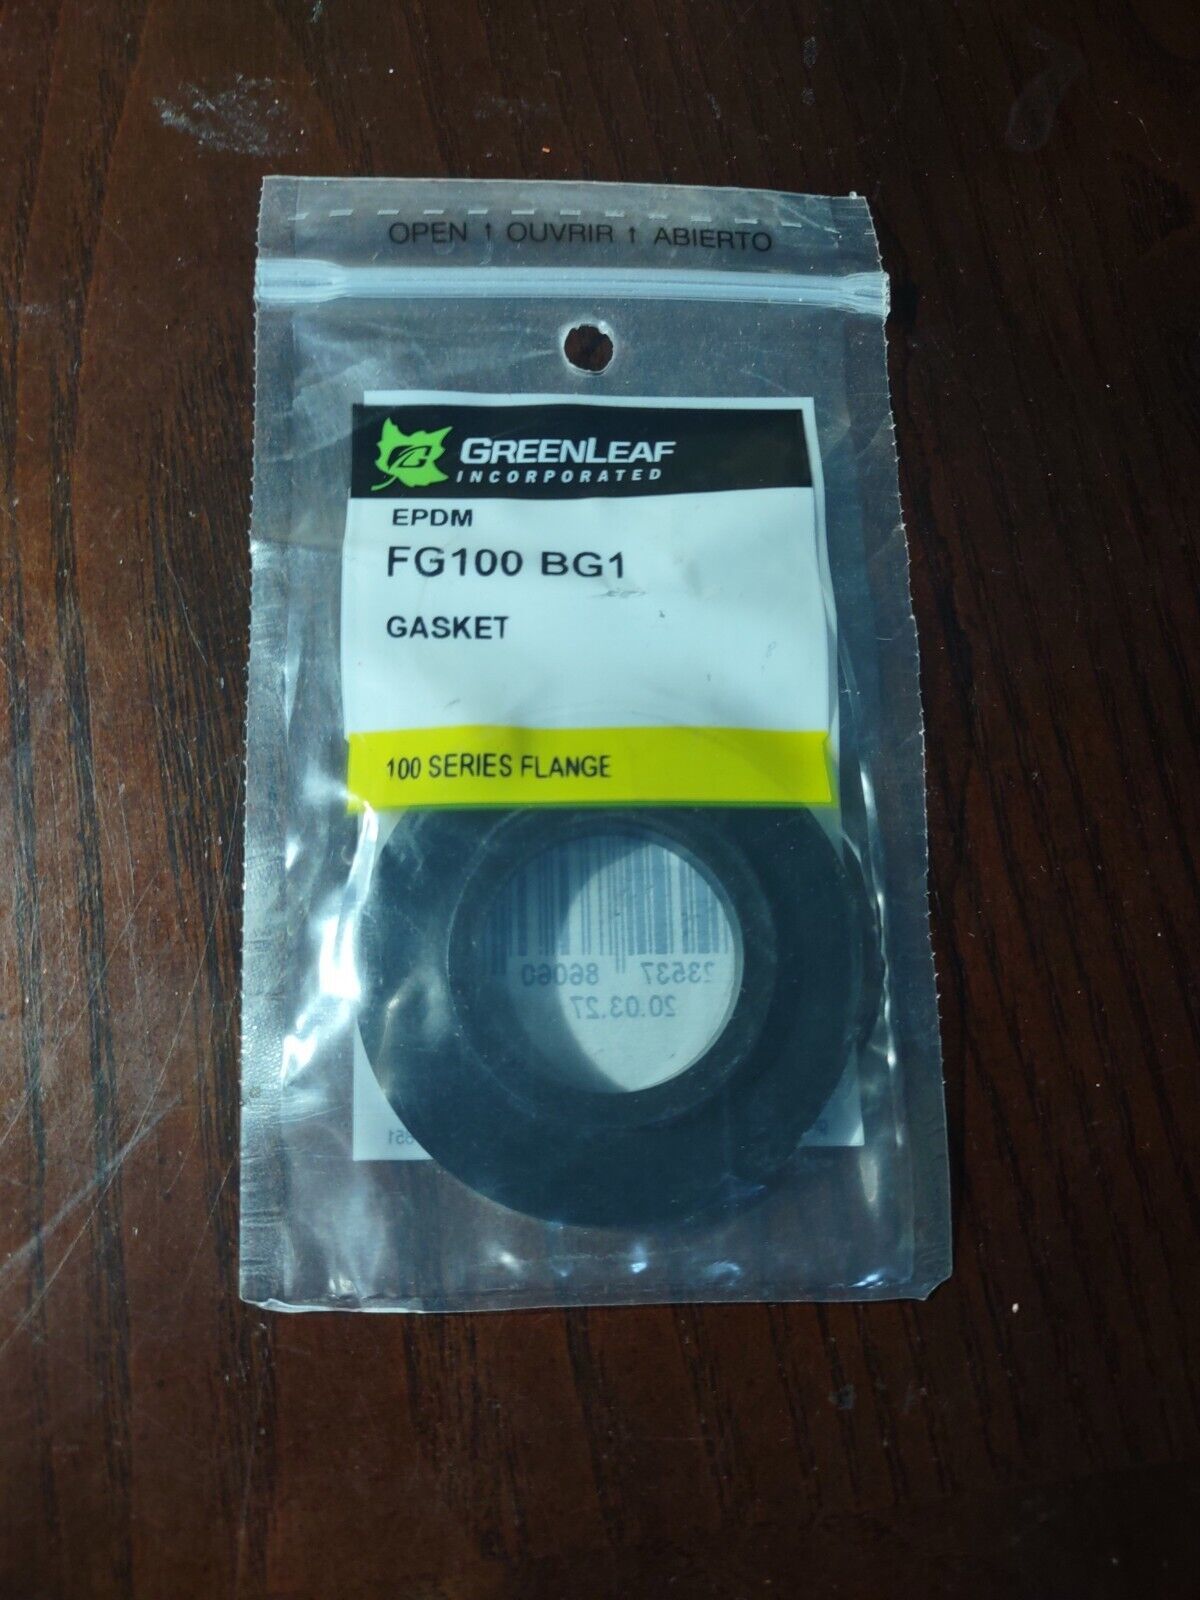 OPEN ↑ OUVRIR ↑ ABIERTO
GREENLEAF
INCORPORATED
EPDM
FG100 BG1
GASKET
100 SERIES FLANGE
23537 86060
20.03.27